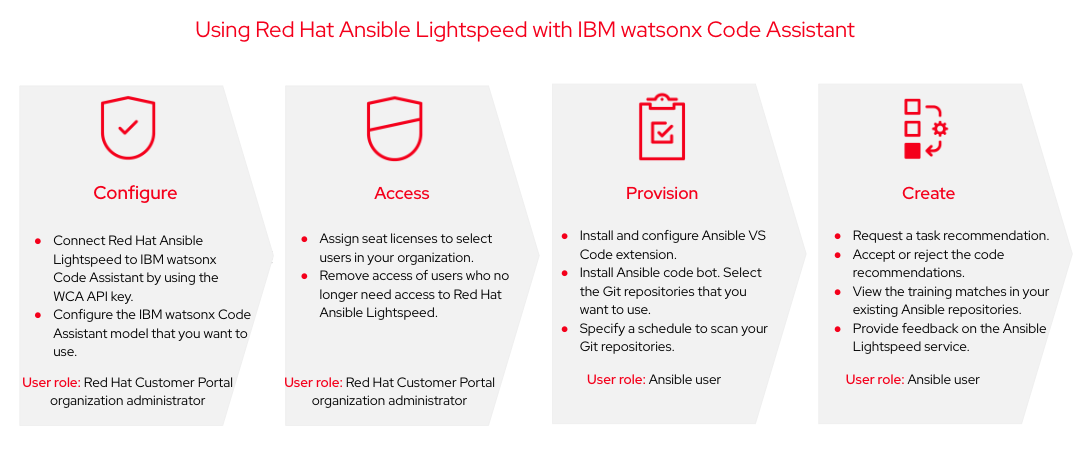 Using Red Hat Ansible Lightspeed with IBM watsonx Code Assistant
Configure
● Connect Red Hat Ansible
Lightspeed to IBM watsonx
Code Assistant by using the
WCA API key.
● Configure the IBM watsonx Code
Assistant model that you want to
use.
User role: Red Hat Customer Portal
organization administrator
Access
● Assign seat licenses to select
users in your organization.
● Remove access of users who no
longer need access to Red Hat
Ansible Lightspeed.
User role: Red Hat Customer Portal
organization administrator
Provision
● Install and configure Ansible VS
Code extension.
● Install Ansible code bot. Select
the Git repositories that you
want to use.
● Specify a schedule to scan your
Git repositories.
User role: Ansible user
Create
● Request a task recommendation.
● Accept or reject the code
recommendations.
● View the training matches in your
existing Ansible repositories.
● Provide feedback on the Ansible
Lightspeed service.
User role: Ansible user